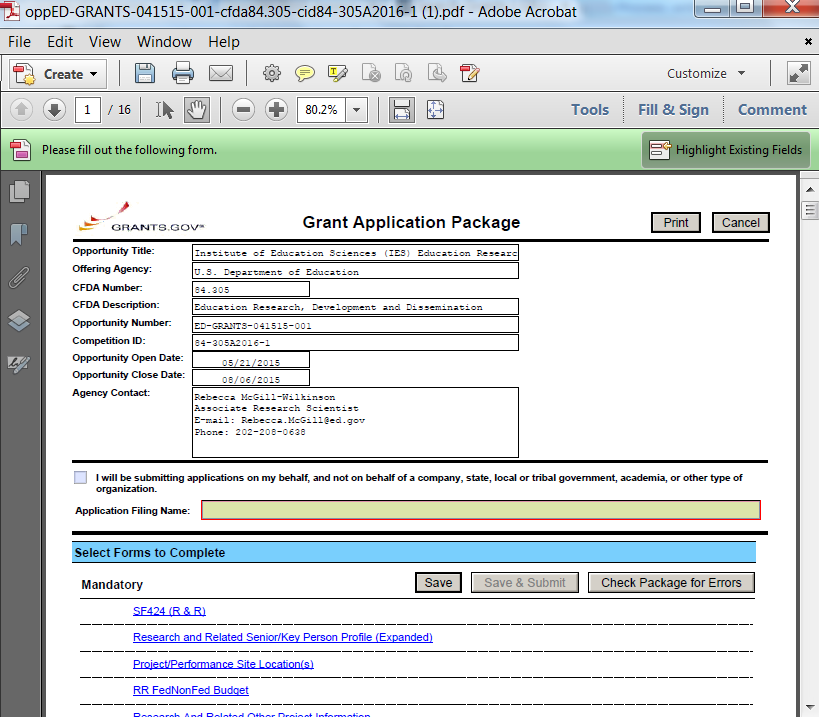 oppED-GRANTS-041515-001-cfda84.305-cid84-305A2016-1 (1).pdf - Adobe Acrobat
File Edit View Window Help
Create Customize
1 / 16 80.2% Tools Fill & Sign Comment
Please fill out the following form. Highlight Existing Fields
GRANTS.GOV℠ Grant Application Package Print Cancel
Opportunity Title: Institute of Education Sciences (IES) Education Researc
Offering Agency: U.S. Department of Education
CFDA Number: 84.305
CFDA Description: Education Research, Development and Dissemination
Opportunity Number: ED-GRANTS-041515-001
Competition ID: 84-305A2016-1
Opportunity Open Date: 05/21/2015
Opportunity Close Date: 08/06/2015
Agency Contact: Rebecca McGill-Wilkinson
Associate Research Scientist
E-mail: Rebecca.McGill@ed.gov
Phone: 202-208-0638
I will be submitting applications on my behalf, and not on behalf of a company, state, local or tribal government, academia, or other type of
organization.
Application Filing Name:
Select Forms to Complete
Mandatory Save Save & Submit Check Package for Errors
SF424 (R & R)
Research and Related Senior/Key Person Profile (Expanded)
Project/Performance Site Location(s)
RR FedNonFed Budget
Research And Related Other Project Information